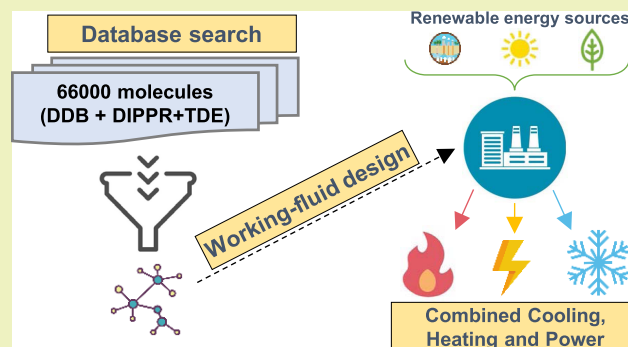 Database search
66000 molecules
(DDB + DIPPR+TDE)
Working-fluid design
Renewable energy sources
Combined Cooling,
Heating and Power